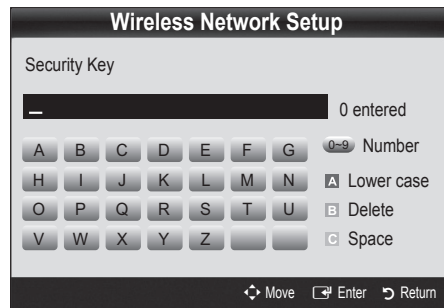 Wireless Network Setup
Security Key
0 entered
A B C D E F G 0~9 Number
H I J K L M N A Lower case
O P Q R S T U B Delete
V W X Y Z C Space
Move Enter Return